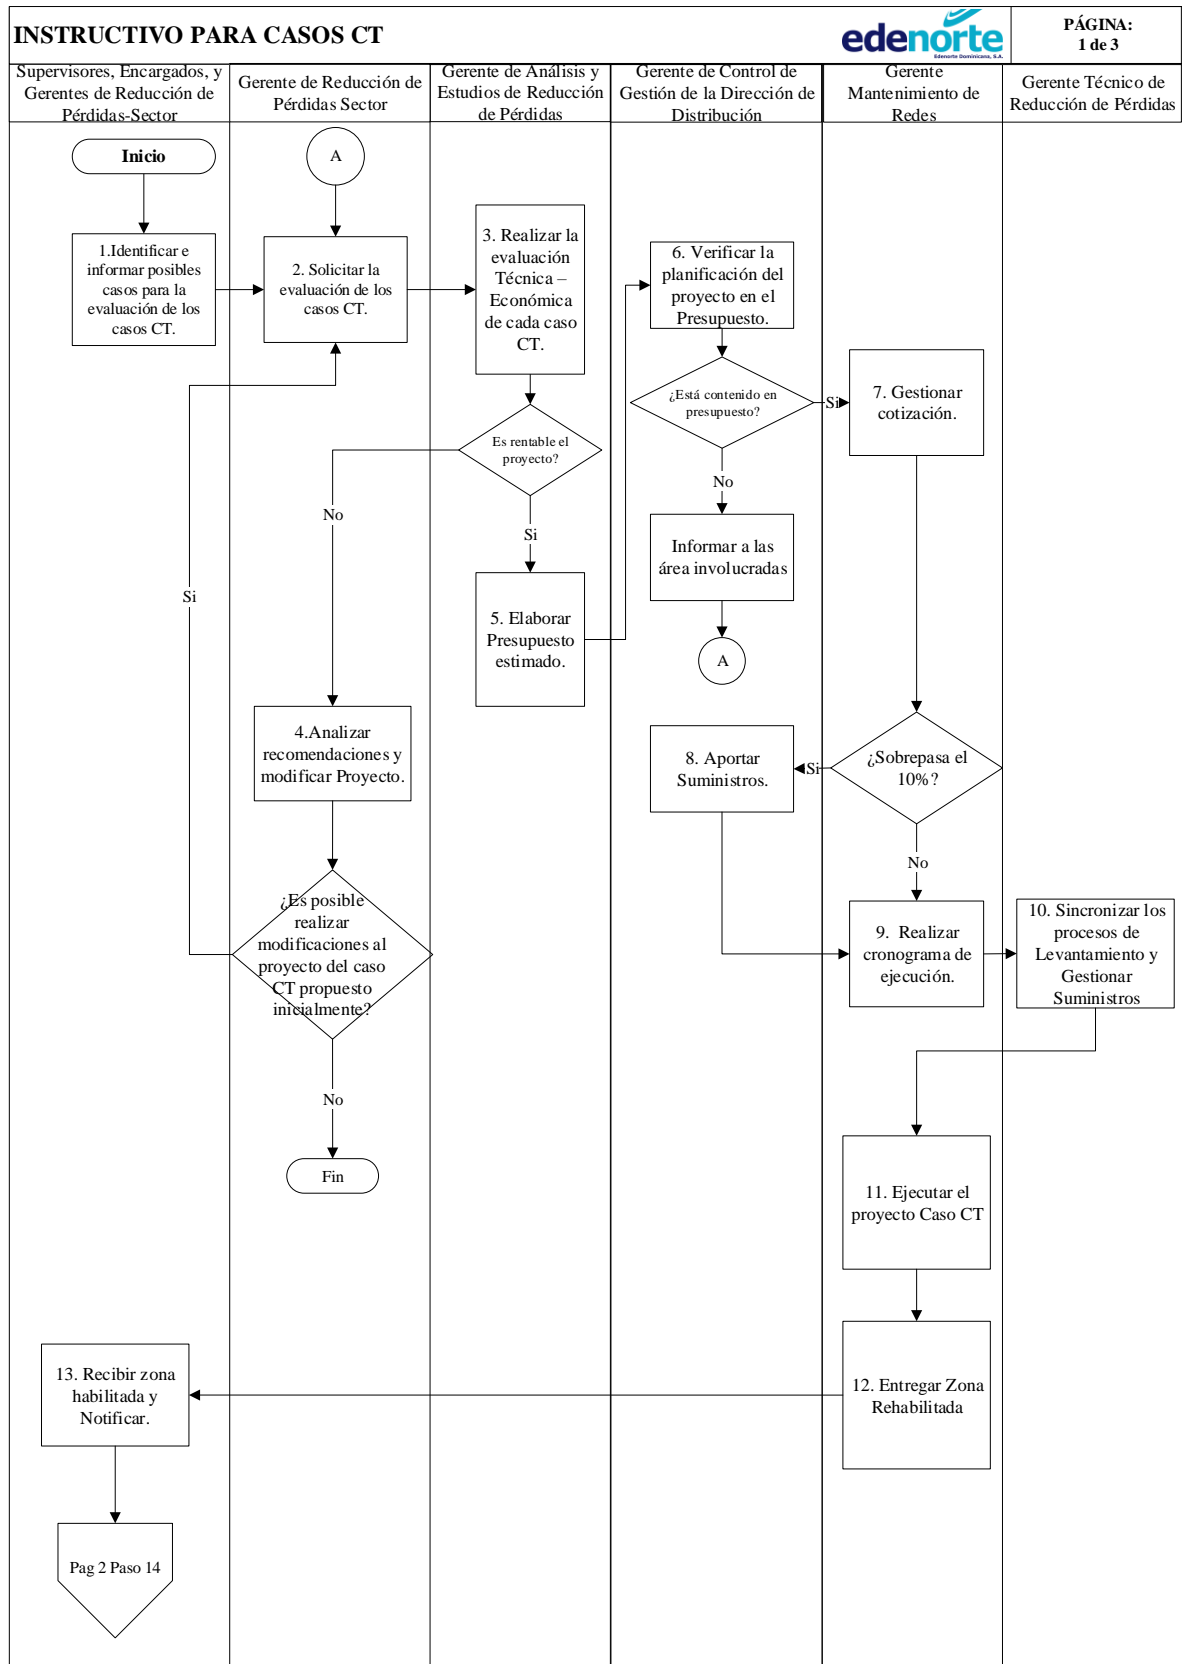 INSTRUCTIVO PARA CASOS CT
edenorte
Edenorte Dominicana, S.A.
PÁGINA:
1 de 3
Supervisores, Encargados, y
Gerentes de Reducción de
Pérdidas-Sector
Gerente de Reducción de
Pérdidas Sector
Gerente de Análisis y
Estudios de Reducción
de Pérdidas
Gerente de Control de
Gestión de la Dirección de
Distribución
Gerente
Mantenimiento de
Redes
Gerente Técnico de
Reducción de Pérdidas
Inicio
A
1.Identificar e
informar posibles
casos para la
evaluación de los
casos CT.
2. Solicitar la
evaluación de los
casos CT.
3. Realizar la
evaluación
Técnica –
Económica
de cada caso
CT.
6. Verificar la
planificación del
proyecto en el
Presupuesto.
¿Está contenido en
presupuesto?
Si
7. Gestionar
cotización.
Es rentable el
proyecto?
No
No
Si
Informar a las
área involucradas
Si
5. Elaborar
Presupuesto
estimado.
A
4.Analizar
recomendaciones y
modificar Proyecto.
8. Aportar
Suministros.
Si
¿Sobrepasa el
10%?
No
¿Es posible
realizar
modificaciones al
proyecto del caso
CT propuesto
inicialmente?
9. Realizar
cronograma de
ejecución.
10. Sincronizar los
procesos de
Levantamiento y
Gestionar
Suministros
No
Fin
11. Ejecutar el
proyecto Caso CT
13. Recibir zona
habilitada y
Notificar.
12. Entregar Zona
Rehabilitada
Pag 2 Paso 14